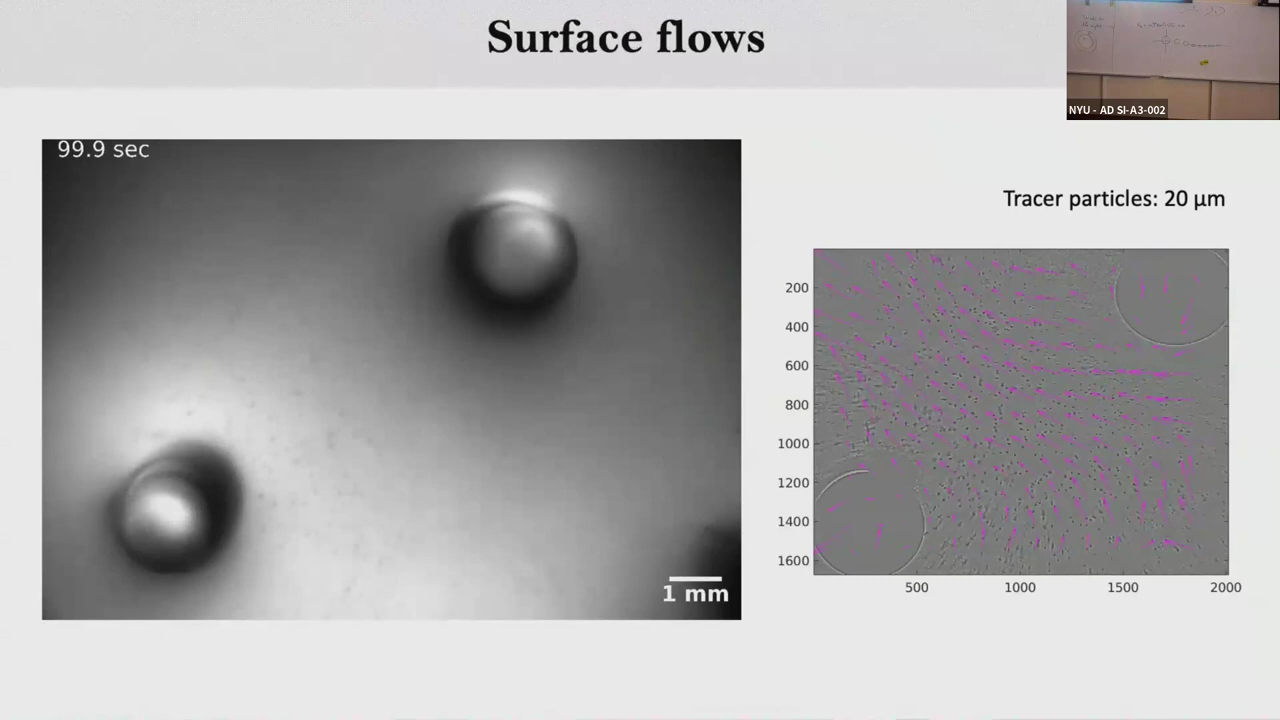 Surface flows
NYU - AD SI-A3-002
99.9 sec
Tracer particles: 20 µm
200
400
600
800
1000
1200
1400
1600
500
1000
1500
2000
1 mm